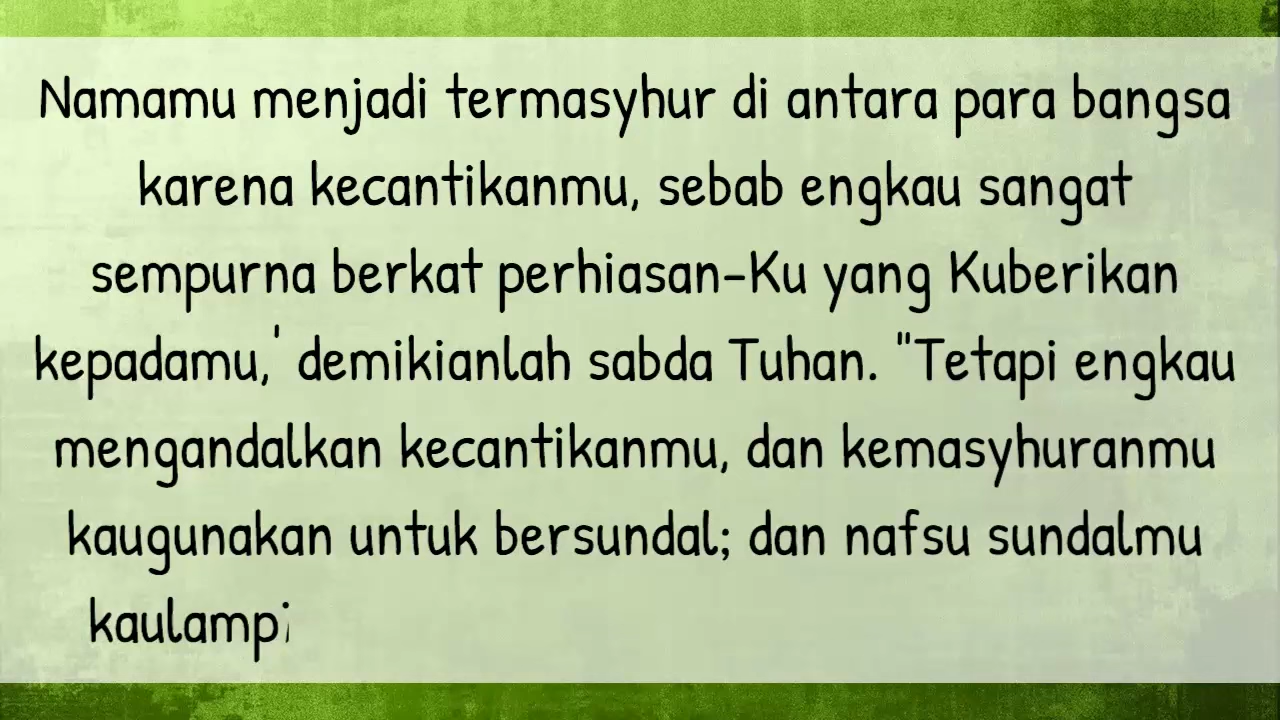 Namamu menjadi termasyhur di antara para bangsa
karena kecantikanmu, sebab engkau sangat
sempurna berkat perhiasan-Ku yang Kuberikan
kepadamu,' demikianlah sabda Tuhan. "Tetapi engkau
mengandalkan kecantikanmu, dan kemasyhuranmu
kaugunakan untuk bersundal; dan nafsu sundalmu
kaulampi